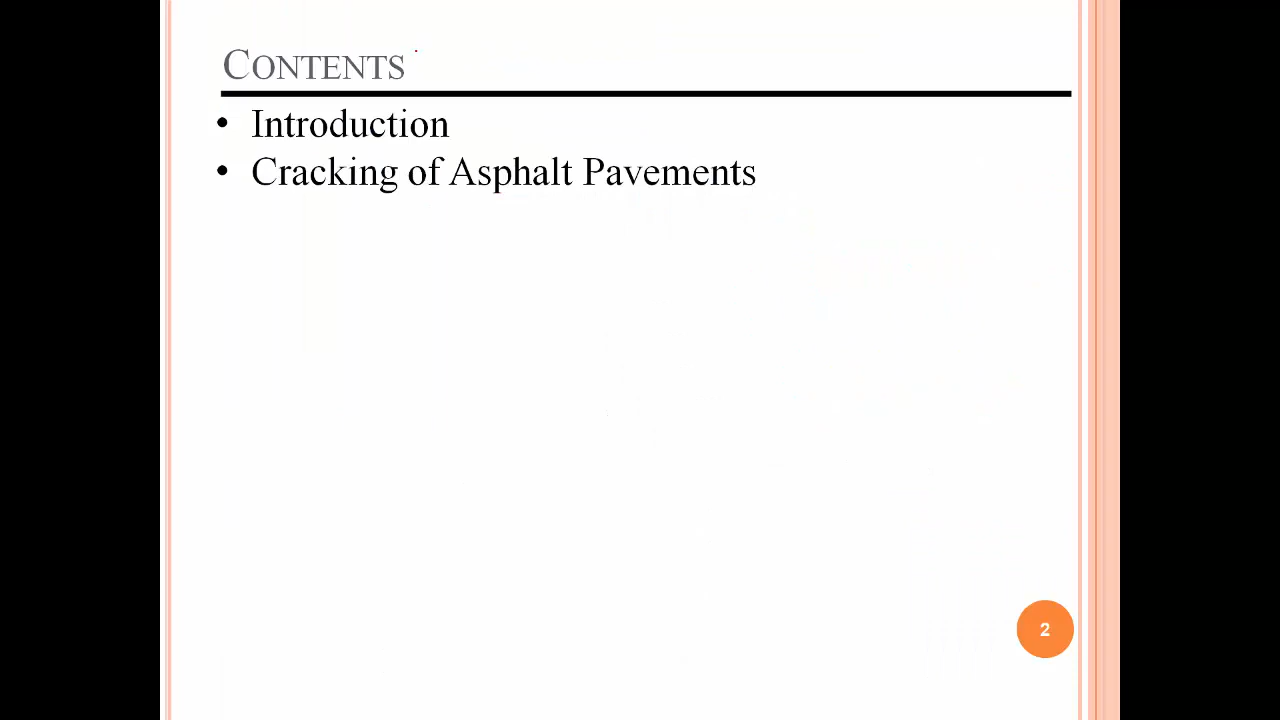 CONTENTS
• Introduction
• Cracking of Asphalt Pavements
2